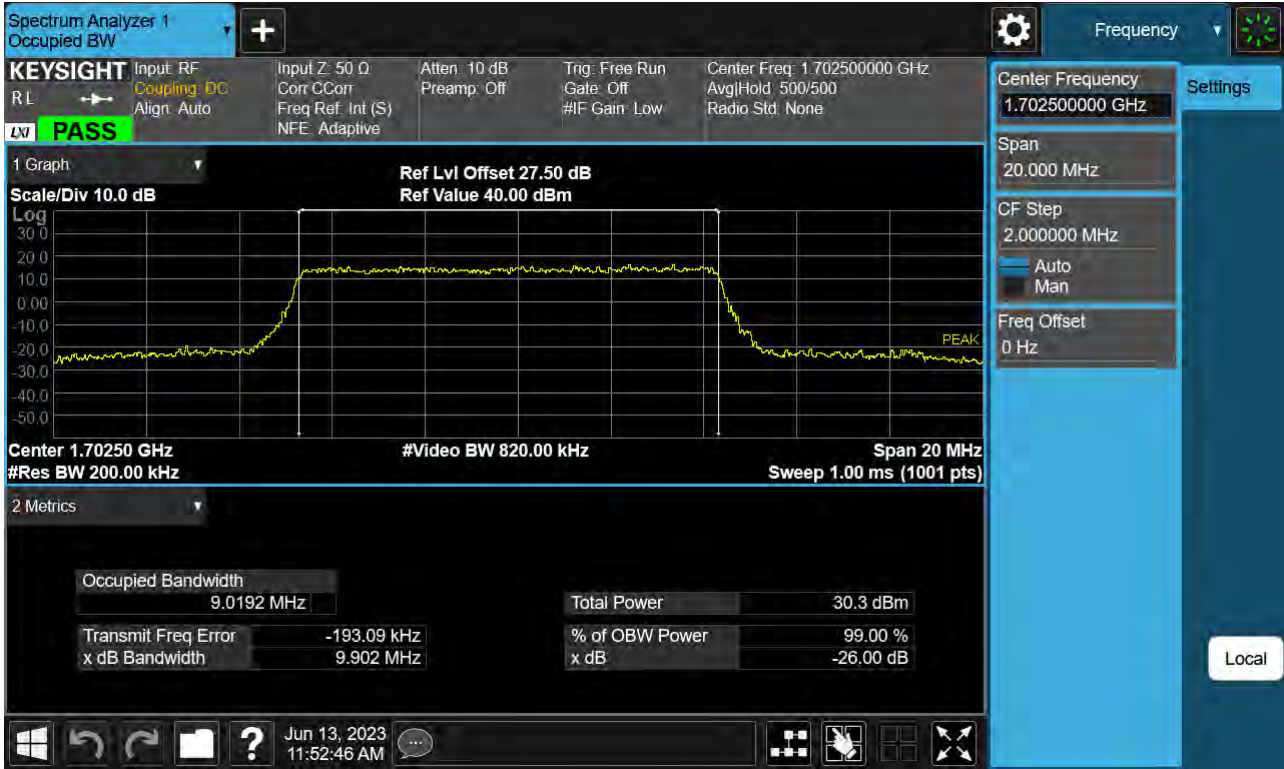 Spectrum Analyzer 1
Occupied BW
+
Frequency
KEYSIGHT
RL
LXI PASS
Input: RF
Coupling: DC
Align: Auto
Input Z: 50 Ω
Corr CCorr
Freq Ref: Int (S)
NFE: Adaptive
Atten: 10 dB
Preamp: Off
Trig: Free Run
Gate: Off
#IF Gain: Low
Center Freq: 1.702500000 GHz
Avg|Hold: 500/500
Radio Std: None
Center Frequency
1.702500000 GHz
Settings
Span
20.000 MHz
CF Step
2.000000 MHz
Auto
Man
Freq Offset
0 Hz
1 Graph
Ref Lvl Offset 27.50 dB
Scale/Div 10.0 dB
Ref Value 40.00 dBm
Log
30.0
20.0
10.0
0.00
-10.0
-20.0
-30.0
-40.0
-50.0
PEAK
Center 1.70250 GHz
#Video BW 820.00 kHz
Span 20 MHz
#Res BW 200.00 kHz
Sweep 1.00 ms (1001 pts)
2 Metrics
Occupied Bandwidth
9.0192 MHz
Total Power 30.3 dBm
Transmit Freq Error -193.09 kHz
% of OBW Power 99.00 %
x dB Bandwidth 9.902 MHz
x dB -26.00 dB
Local
?
Jun 13, 2023
11:52:46 AM